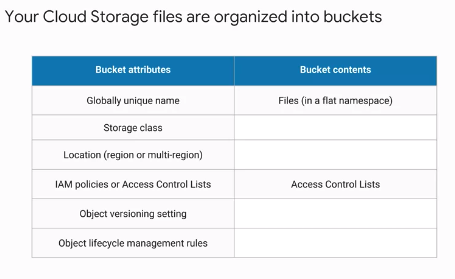 Your Cloud Storage files are organized into buckets
Bucket attributes Bucket contents
Globally unique name Files (in a flat namespace)
Storage class
Location (region or multi-region)
IAM policies or Access Control Lists Access Control Lists
Object versioning setting
Object lifecycle management rules